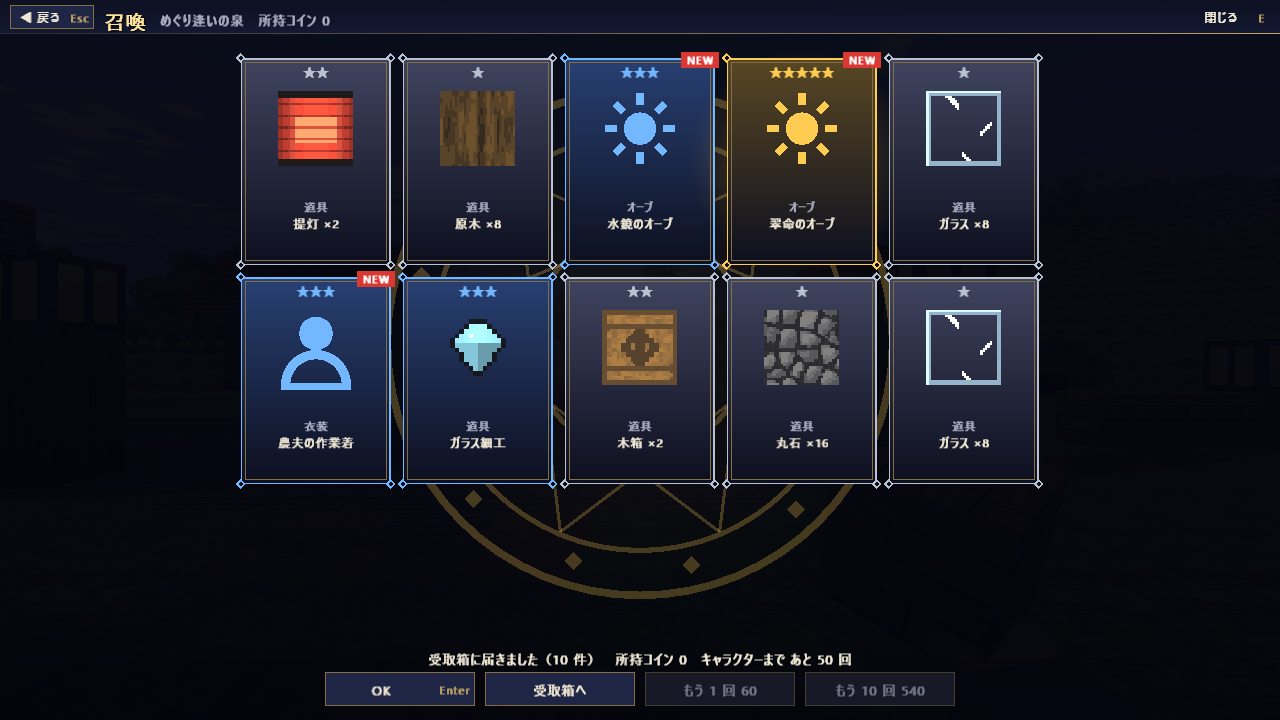 ◀ 戻る Esc 召喚 めぐり逢いの泉 所持コイン 0 閉じる E
★★
道具
提灯 ×2
★
道具
原木 ×8
NEW
★★★
オーブ
水鏡のオーブ
NEW
★★★★★
オーブ
翠命のオーブ
★
道具
ガラス ×8
NEW
★★★
衣装
農夫の作業着
★★★
道具
ガラス細工
★★
道具
木箱 ×2
★
道具
丸石 ×16
★
道具
ガラス ×8
受取箱に届きました（10 件） 所持コイン 0 キャラクターまで あと 50 回
OK Enter 受取箱へ もう 1 回 60 もう 10 回 540